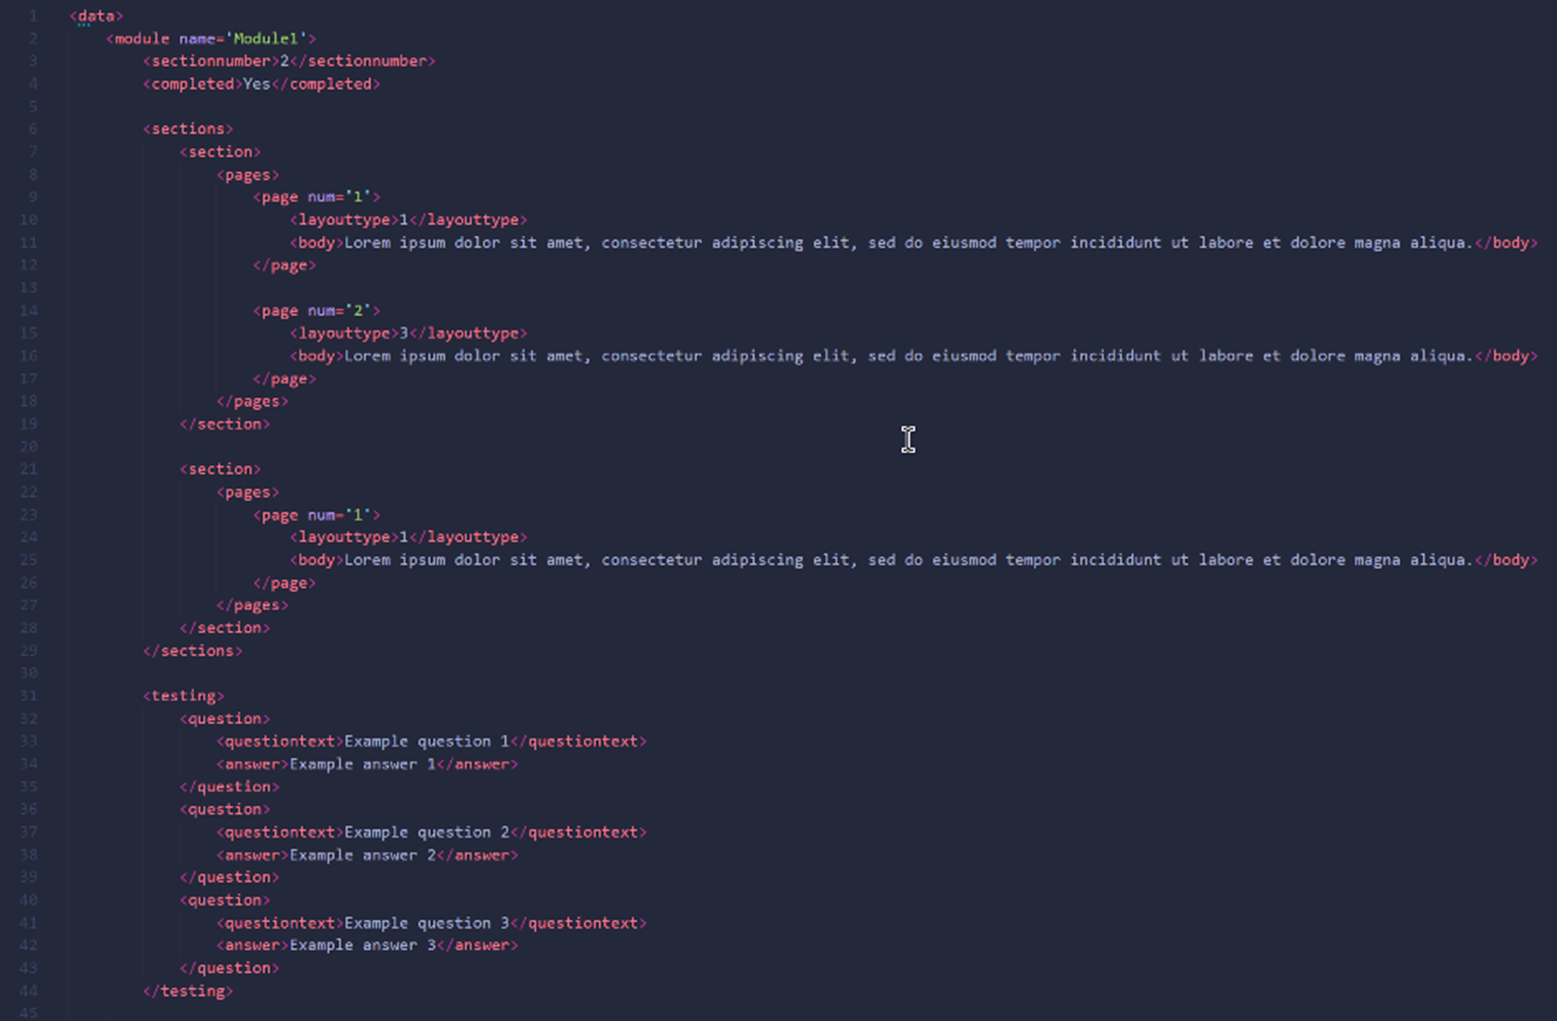 1 <data>
2 <module name='Module1'>
3 <sectionnumber>2</sectionnumber>
4 <completed>Yes</completed>
5
6 <sections>
7 <section>
8 <pages>
9 <page num='1'>
10 <layouttype>1</layouttype>
11 <body>Lorem ipsum dolor sit amet, consectetur adipiscing elit, sed do eiusmod tempor incididunt ut labore et dolore magna aliqua.</body>
12 </page>
13
14 <page num='2'>
15 <layouttype>3</layouttype>
16 <body>Lorem ipsum dolor sit amet, consectetur adipiscing elit, sed do eiusmod tempor incididunt ut labore et dolore magna aliqua.</body>
17 </page>
18 </pages>
19 </section>
20
21 <section>
22 <pages>
23 <page num='1'>
24 <layouttype>1</layouttype>
25 <body>Lorem ipsum dolor sit amet, consectetur adipiscing elit, sed do eiusmod tempor incididunt ut labore et dolore magna aliqua.</body>
26 </page>
27 </pages>
28 </section>
29 </sections>
30
31 <testing>
32 <question>
33 <questiontext>Example question 1</questiontext>
34 <answer>Example answer 1</answer>
35 </question>
36 <question>
37 <questiontext>Example question 2</questiontext>
38 <answer>Example answer 2</answer>
39 </question>
40 <question>
41 <questiontext>Example question 3</questiontext>
42 <answer>Example answer 3</answer>
43 </question>
44 </testing>
45